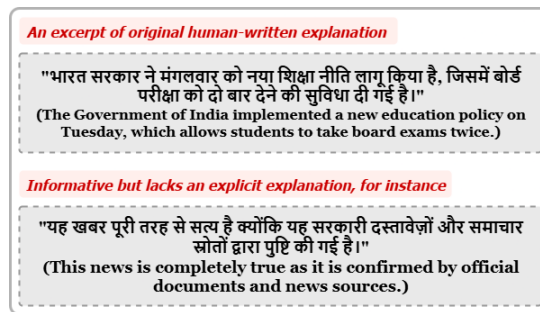 An excerpt of original human-written explanation
"भारत सरकार ने मंगलवार को नया शिक्षा नीति लागू किया है, जिसमें बोर्ड
परीक्षा को दो बार देने की सुविधा दी गई है।"
(The Government of India implemented a new education policy on
Tuesday, which allows students to take board exams twice.)
Informative but lacks an explicit explanation, for instance
"यह खबर पूरी तरह से सत्य है क्योंकि यह सरकारी दस्तावेज़ों और समाचार
स्रोतों द्वारा पुष्टि की गई है।"
(This news is completely true as it is confirmed by official
documents and news sources.)